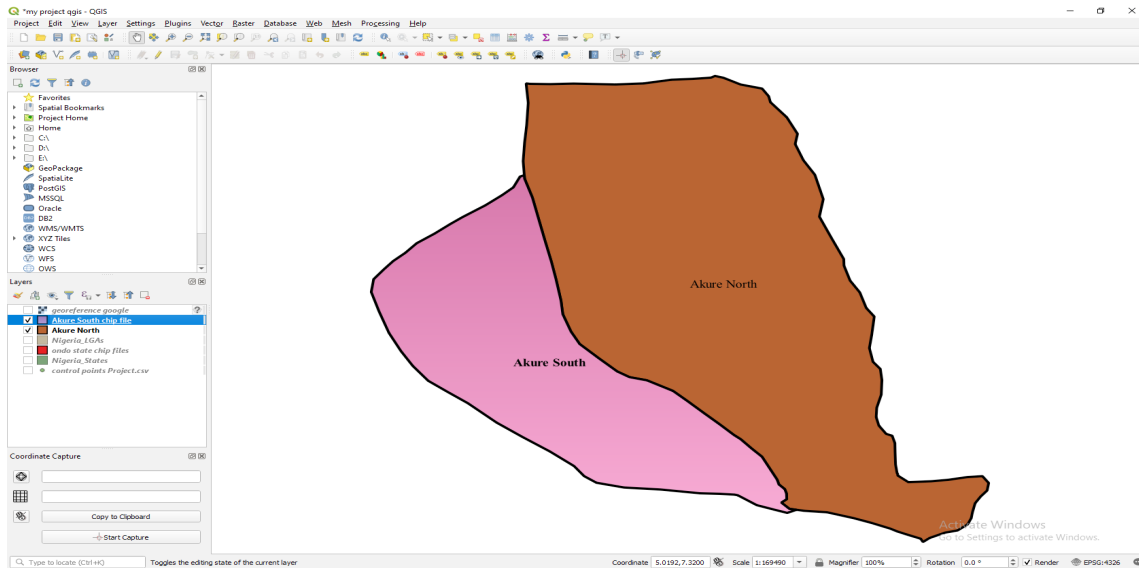 *my project qgis - QGIS
Project Edit View Layer Settings Plugins Vector Raster Database Web Mesh Processing Help
Browser
Favorites
Spatial Bookmarks
Project Home
Home
C:\
D:\
E:\
GeoPackage
SpatiaLite
PostGIS
MSSQL
Oracle
DB2
WMS/WMTS
XYZ Tiles
WCS
WFS
OWS
Layers
georeference google ?
Akure South chip file
Akure North
Nigeria_LGAs
ondo state chip files
Nigeria_States
control points Project.csv
Coordinate Capture
Copy to Clipboard
Start Capture
Akure North
Akure South
Activate Windows
Go to Settings to activate Windows.
Type to locate (Ctrl+K) Toggles the editing state of the current layer Coordinate 5.0192,7.3200 Scale 1:169490 Magnifier 100% Rotation 0.0 ° Render EPSG:4326